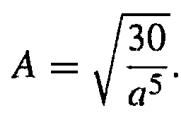 A = √(30/a⁵).